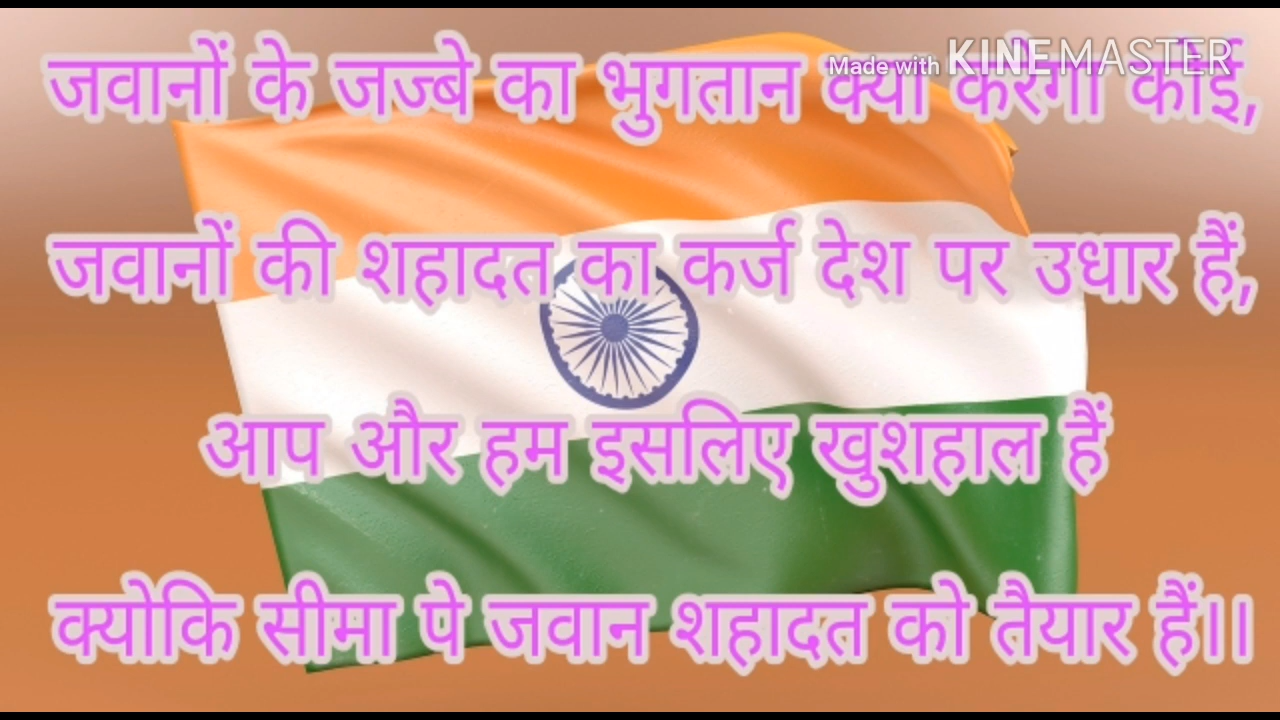 Made with KINEMASTER
जवानों के जज्बे का भुगतान क्या करेगा कोई,
जवानों की शहादत का कर्ज देश पर उधार हैं,
आप और हम इसलिए खुशहाल हैं
क्योकि सीमा पे जवान शहादत को तैयार हैं।।